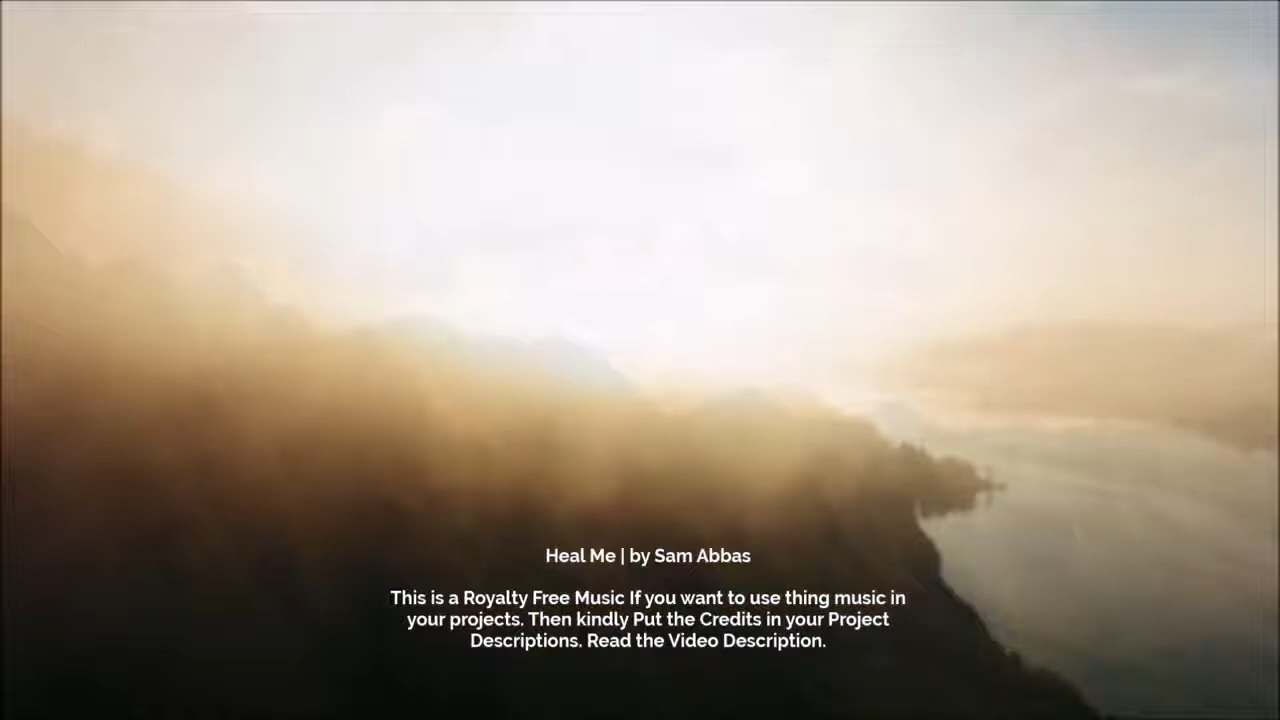 Heal Me | by Sam Abbas
This is a Royalty Free Music If you want to use thing music in
your projects. Then kindly Put the Credits in your Project
Descriptions. Read the Video Description.